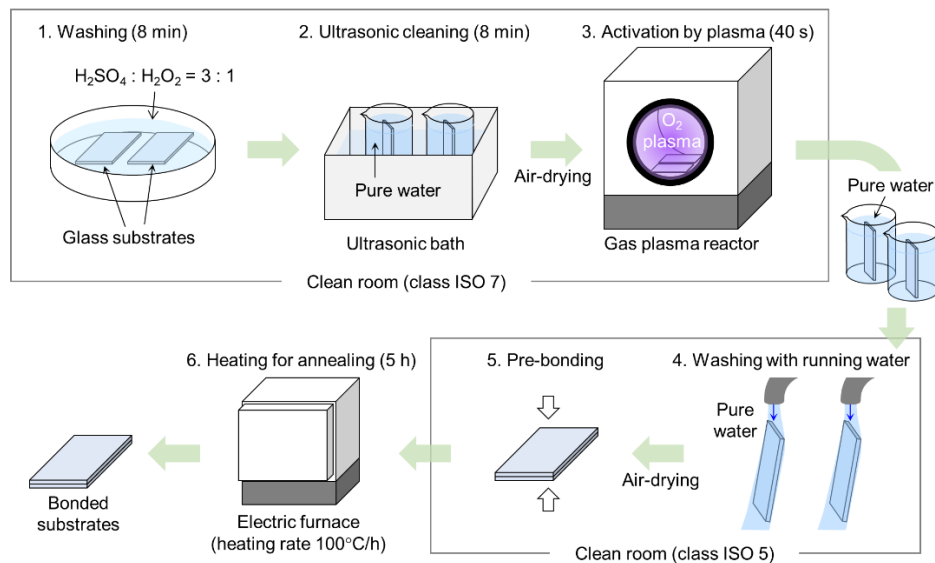 1. Washing (8 min)
H₂SO₄ : H₂O₂ = 3 : 1
Glass substrates
2. Ultrasonic cleaning (8 min)
Pure water
Ultrasonic bath
Air-drying
3. Activation by plasma (40 s)
O₂
plasma
Gas plasma reactor
Clean room (class ISO 7)
Pure water
4. Washing with running water
Pure
water
Air-drying
5. Pre-bonding
Clean room (class ISO 5)
6. Heating for annealing (5 h)
Electric furnace
(heating rate 100°C/h)
Bonded
substrates